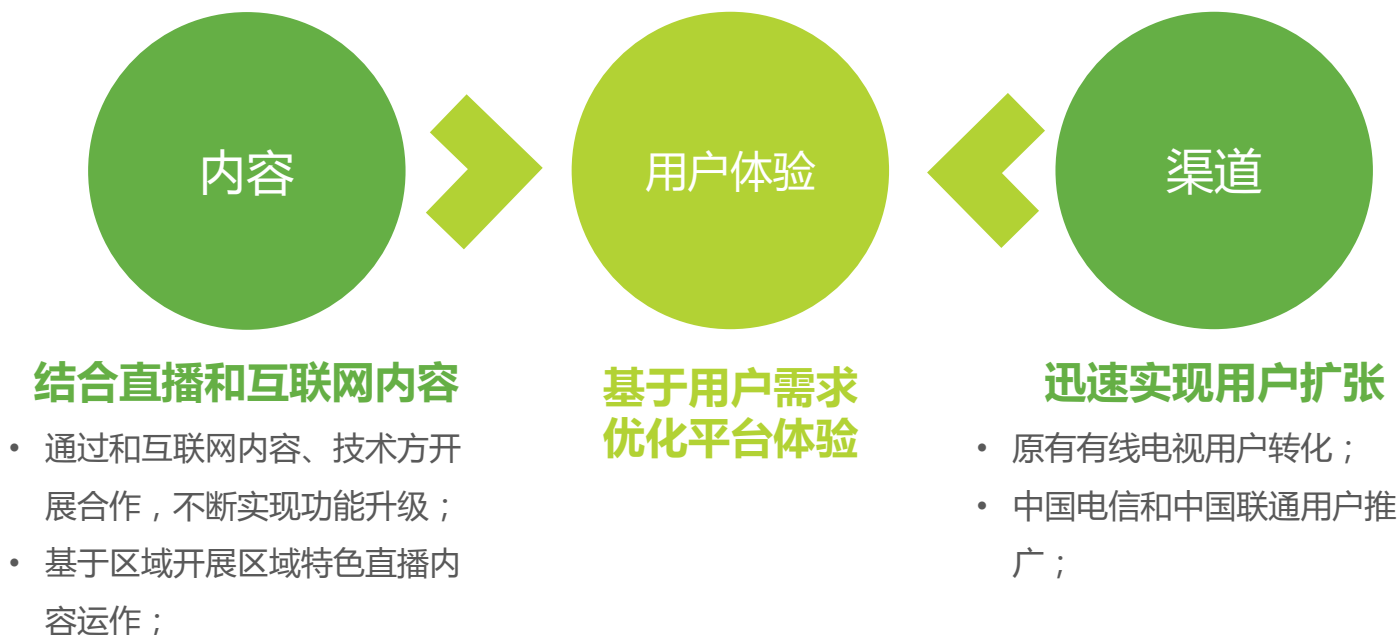 内容
用户体验
渠道
结合直播和互联网内容
• 通过和互联网内容、技术方开
展合作，不断实现功能升级；
• 基于区域开展区域特色直播内
容运作；
基于用户需求
优化平台体验
迅速实现用户扩张
• 原有有线电视用户转化；
• 中国电信和中国联通用户推
广；